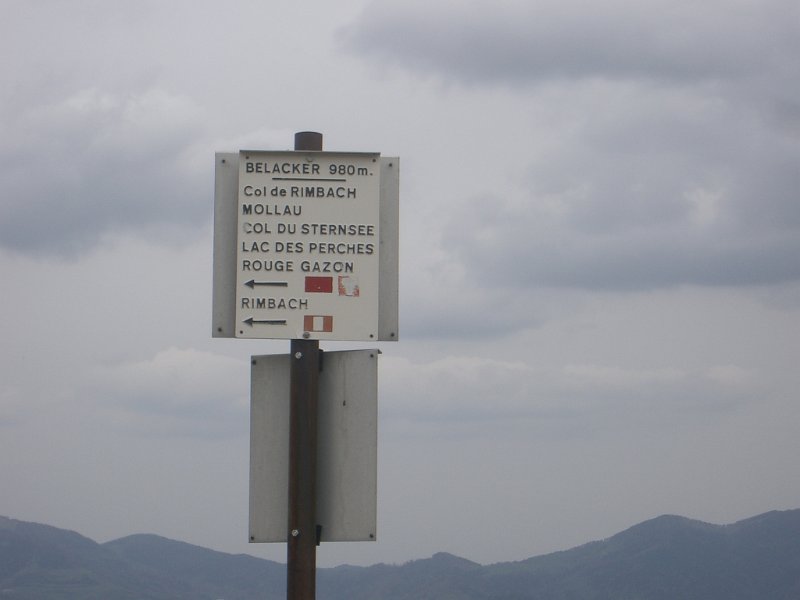 BELACKER 980m.
Col de RIMBACH
MOLLAU
COL DU STERNSEE
LAC DES PERCHES
ROUGE GAZON
RIMBACH